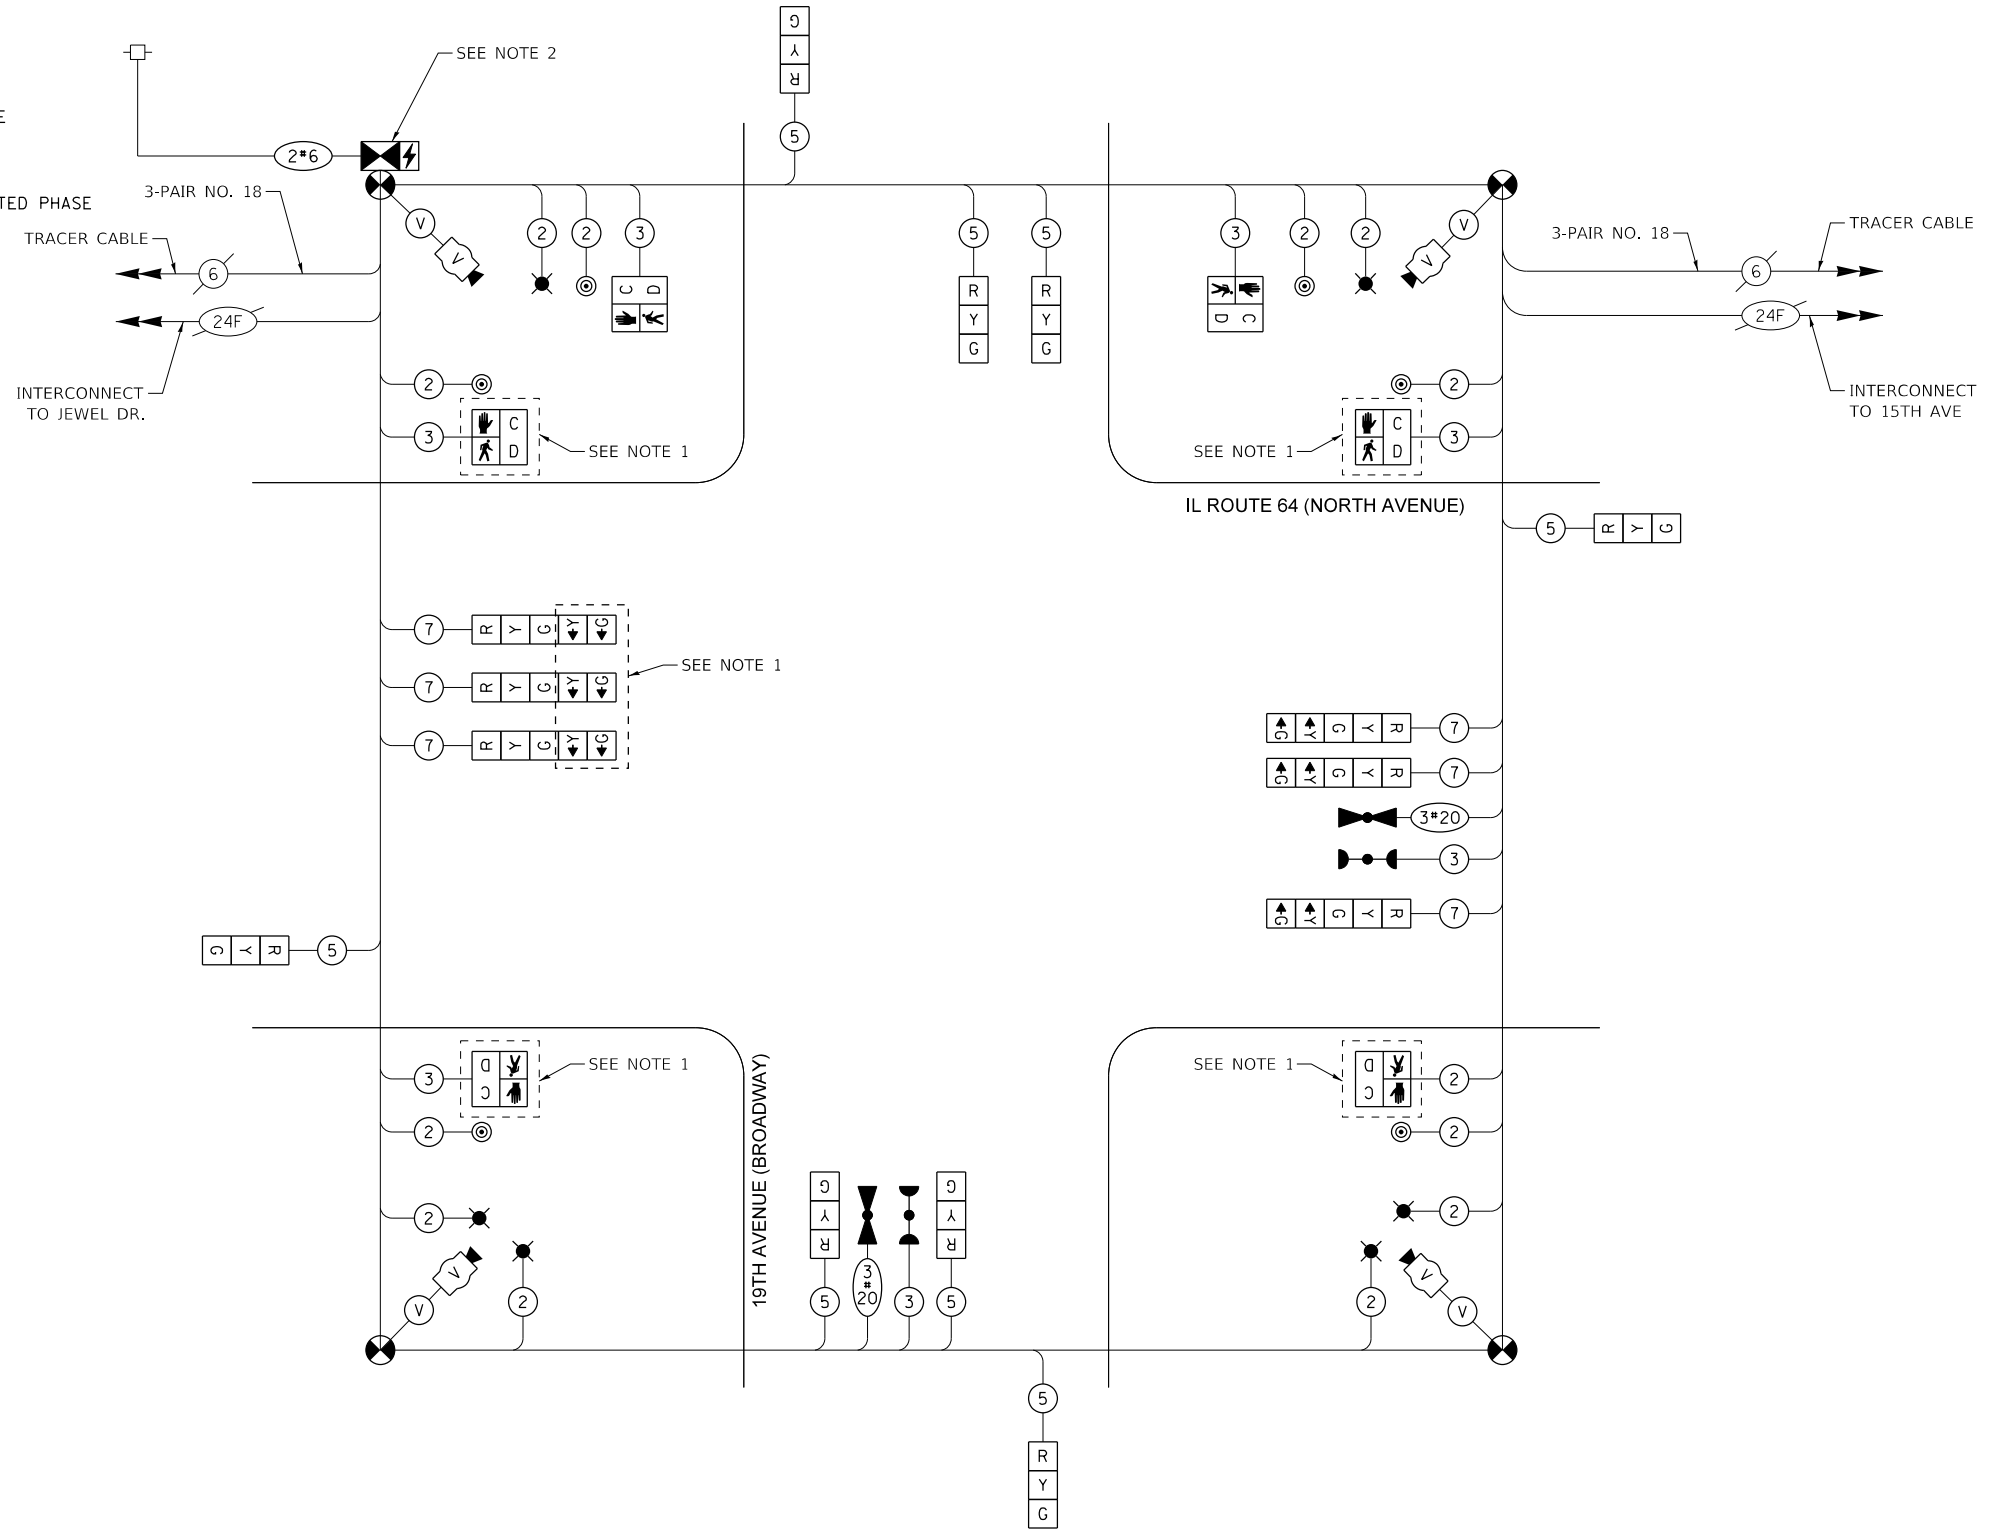 G
Y
R
SEE NOTE 2
E
5
2#6
3-PAIR NO. 18
TED PHASE
TRACER CABLE
6
24F
INTERCONNECT
TO JEWEL DR.
V
V
2
2
3
C D
5
5
R
Y
G
R
Y
G
3
2
2
D C
V
V
3-PAIR NO. 18
TRACER CABLE
6
24F
INTERCONNECT
TO 15TH AVE
2
3
C
D
SEE NOTE 1
2
3
C
D
SEE NOTE 1
IL ROUTE 64 (NORTH AVENUE)
5
R Y G
7
R Y G Y G
7
R Y G Y G
7
R Y G Y G
SEE NOTE 1
G Y G Y R
7
G Y G Y R
7
3#20
3
G Y G Y R
7
G Y R
5
3
D
C
SEE NOTE 1
2
2
V
V
2
19TH AVENUE (BROADWAY)
G
Y
R
5
3
#
20
3
G
Y
R
5
SEE NOTE 1
D
C
2
2
2
2
V
V
5
R
Y
G